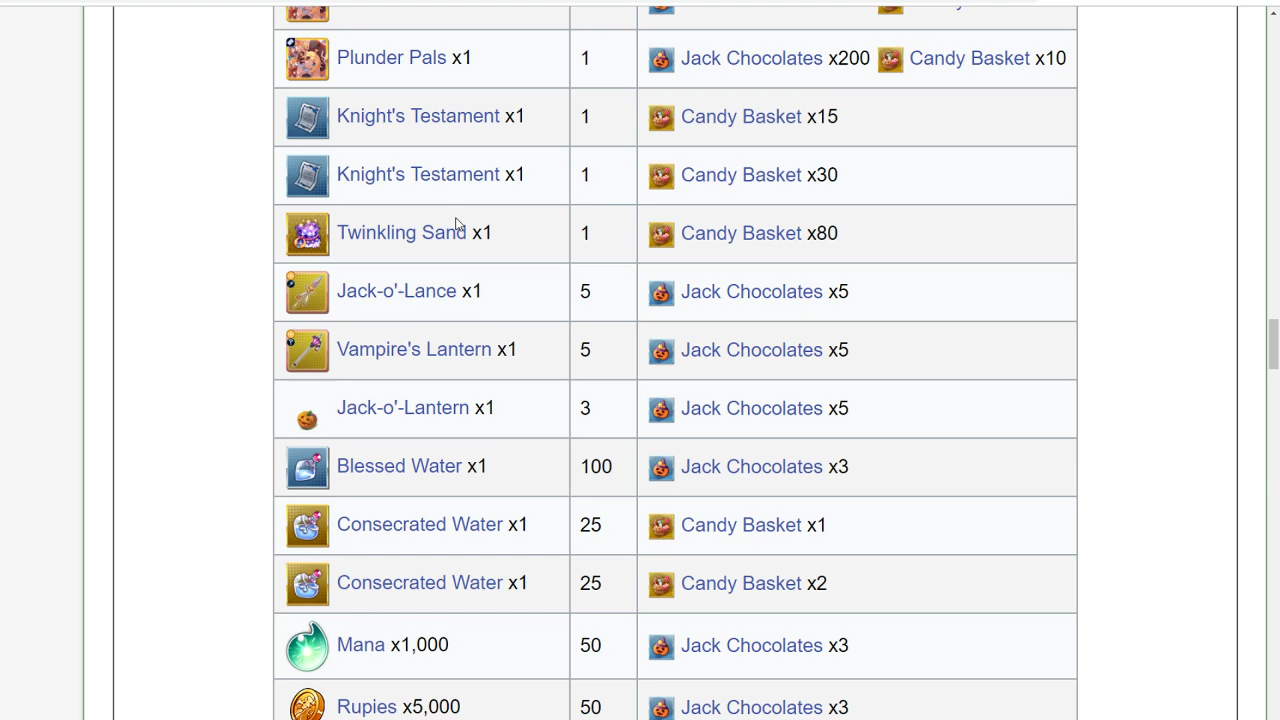 Plunder Pals x1 1 Jack Chocolates x200 Candy Basket x10
Knight's Testament x1 1 Candy Basket x15
Knight's Testament x1 1 Candy Basket x30
Twinkling Sand x1 1 Candy Basket x80
Jack-o'-Lance x1 5 Jack Chocolates x5
Vampire's Lantern x1 5 Jack Chocolates x5
Jack-o'-Lantern x1 3 Jack Chocolates x5
Blessed Water x1 100 Jack Chocolates x3
Consecrated Water x1 25 Candy Basket x1
Consecrated Water x1 25 Candy Basket x2
Mana x1,000 50 Jack Chocolates x3
Rupies x5,000 50 Jack Chocolates x3